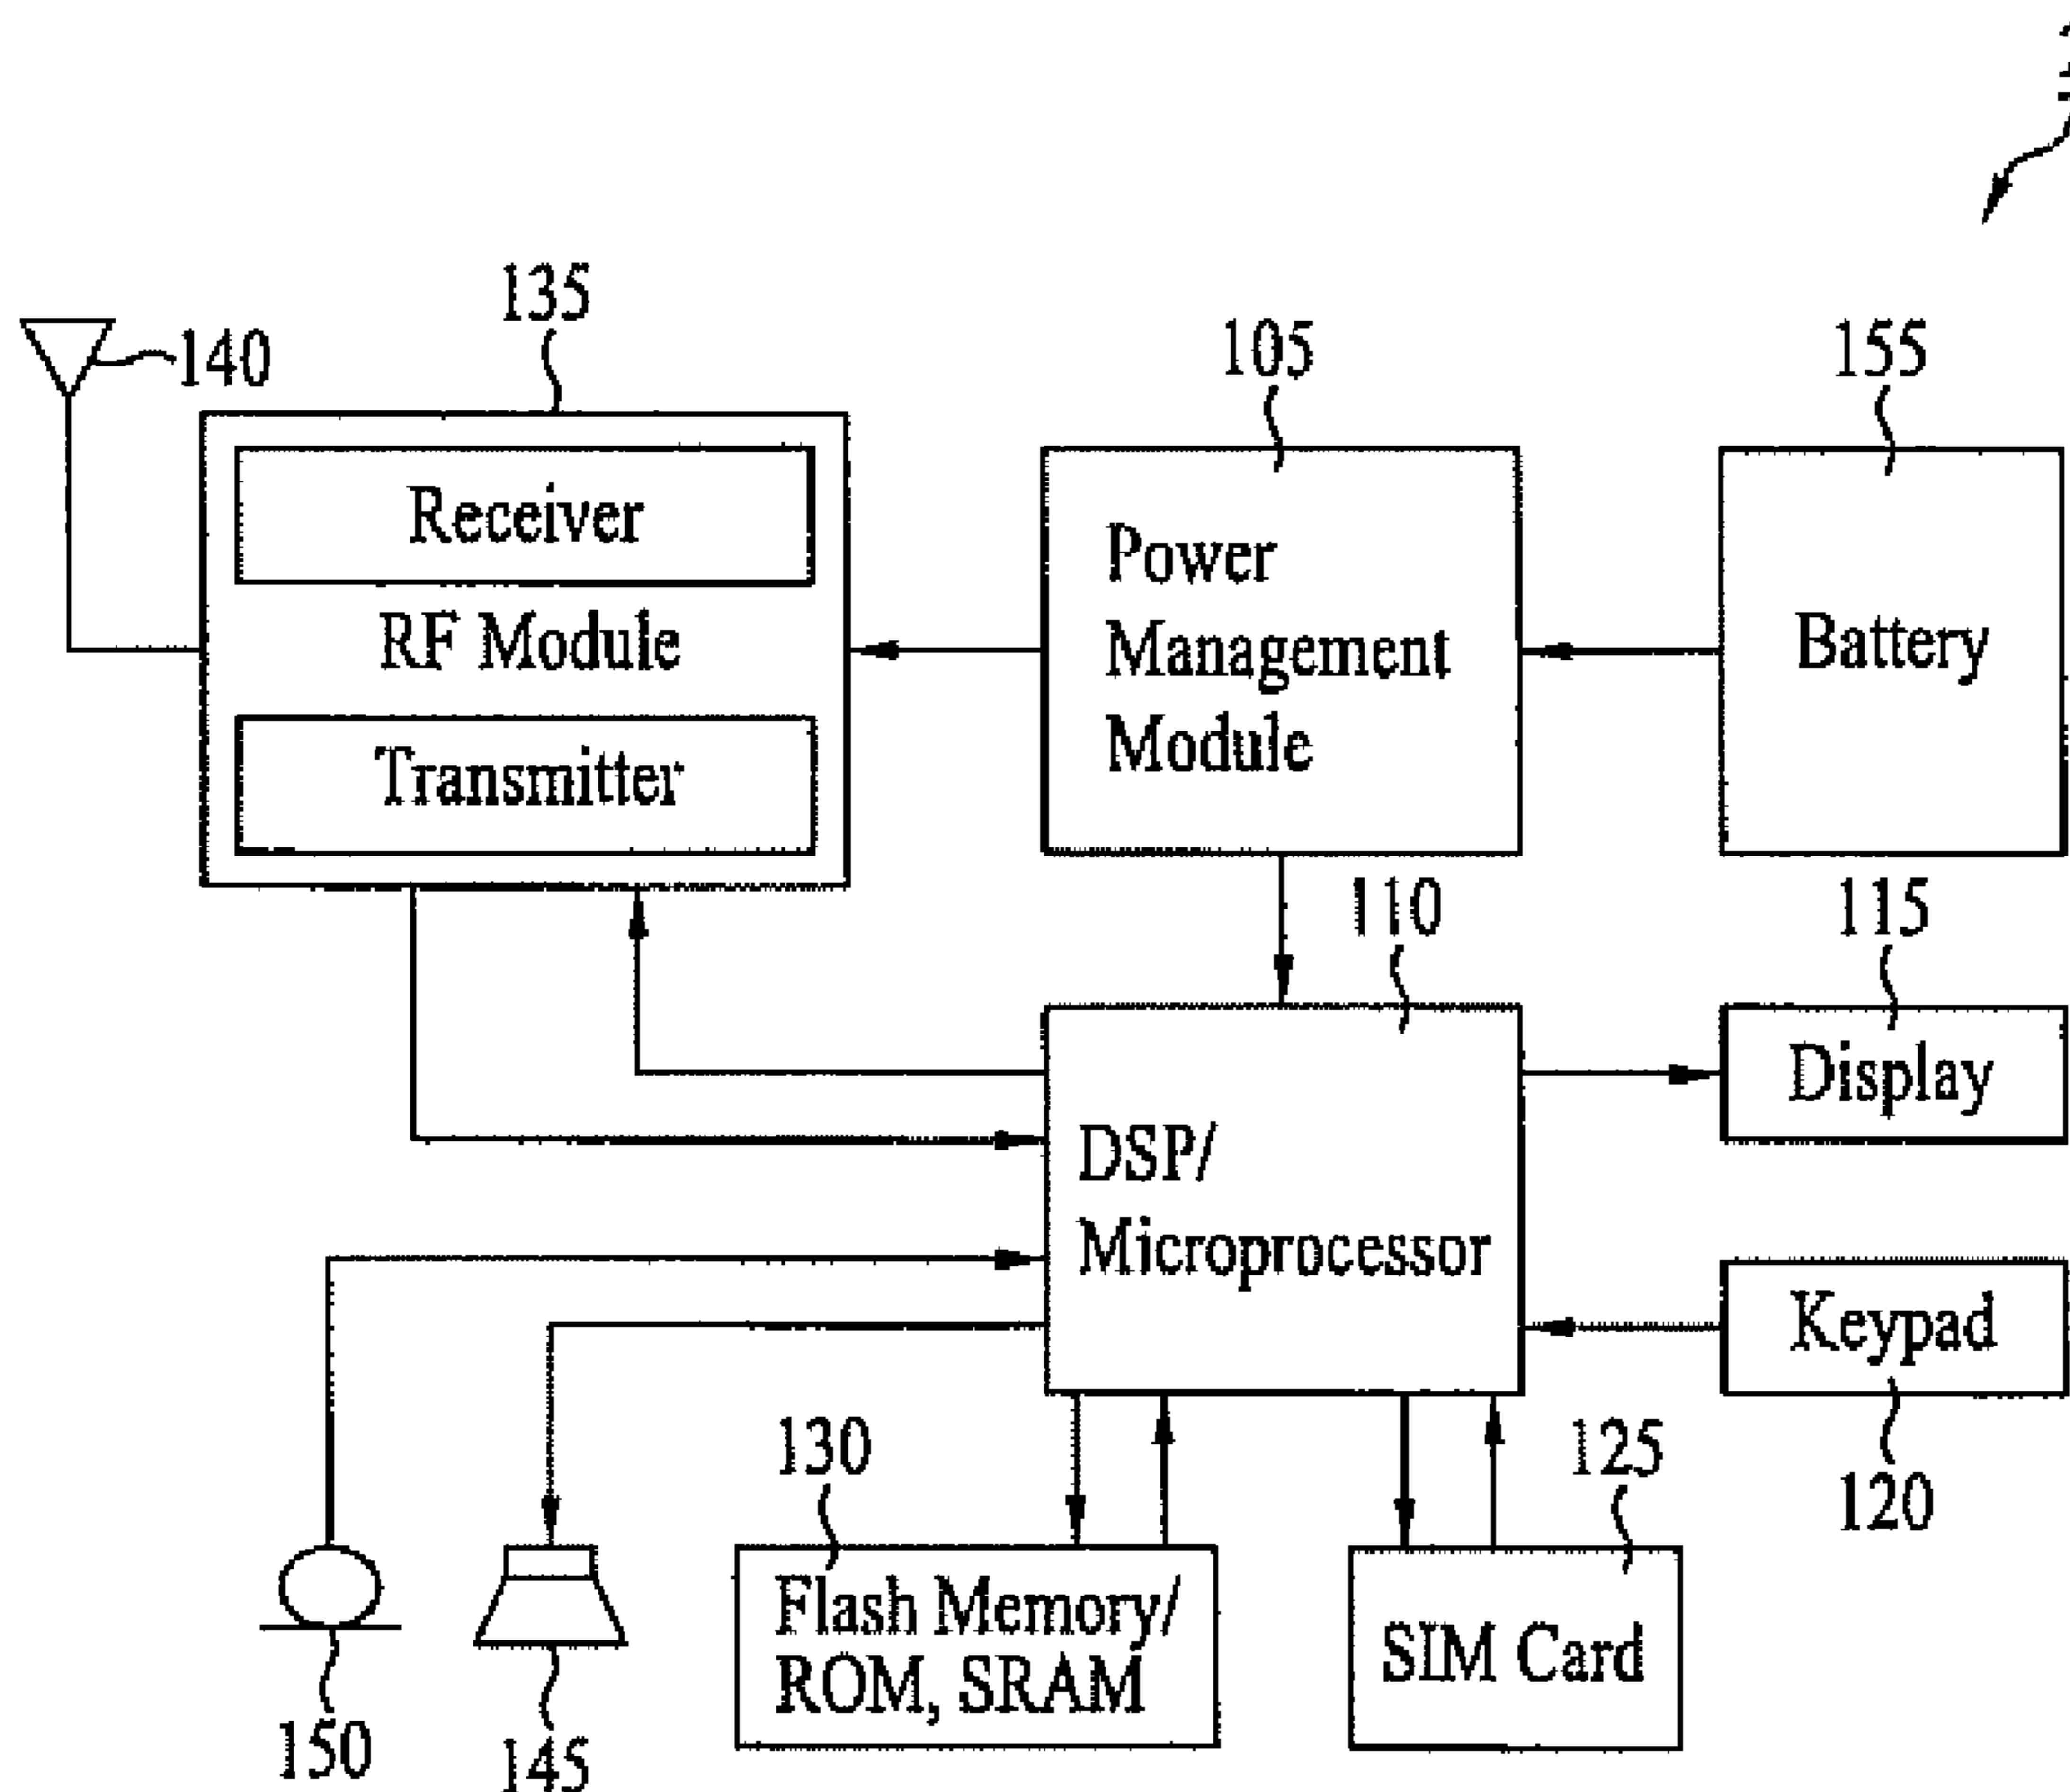 135
140
105
155
Receiver
RF Module
Transmitter
Power
Management
Module
Battery
110
115
DSP/
Microprocessor
Display
Keypad
130
125
120
Flash Memory/
ROM, SRAM
SIM Card
150
145